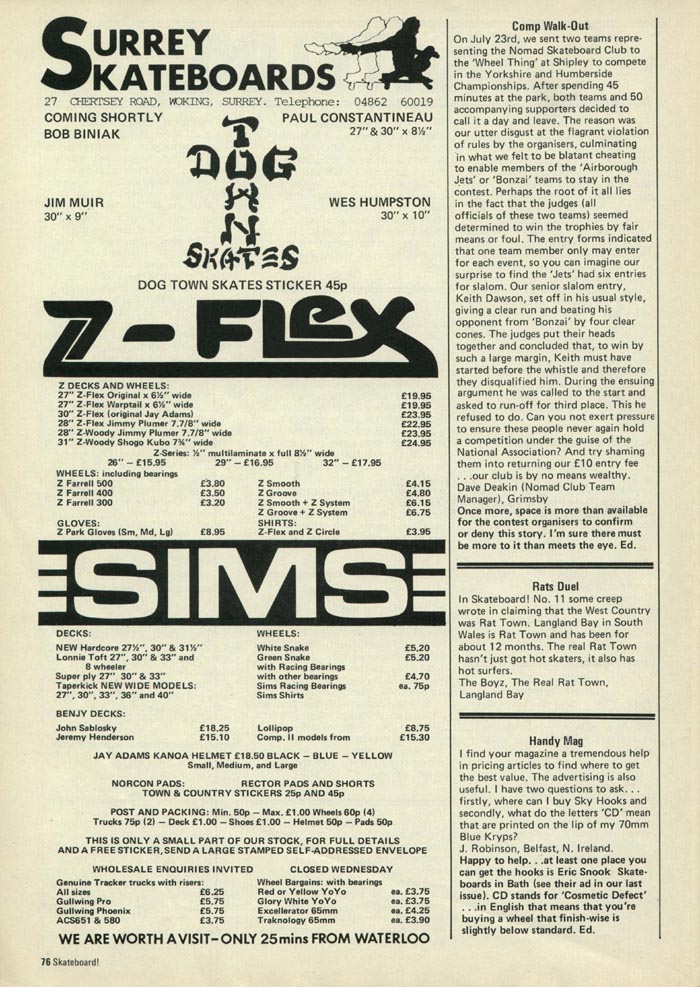 SURREY
SKATEBOARDS
27 CHERTSEY ROAD, WOKING, SURREY. Telephone: 04862 60019
COMING SHORTLY
BOB BINIAK
PAUL CONSTANTINEAU
27" & 30" x 8½"
DOG TOWN
SKATES
JIM MUIR
30" x 9"
WES HUMPSTON
30" x 10"
DOG TOWN SKATES STICKER 45p
Z-FLEX
Z DECKS AND WHEELS:
27" Z-Flex Original x 6½" wide £19.95
27" Z-Flex Warptail x 6½" wide £19.95
30" Z-Flex (original Jay Adams) £23.95
28" Z-Flex Jimmy Plumer 7.7/8" wide £22.95
28" Z-Woody Jimmy Plumer 7.7/8" wide £23.95
31" Z-Woody Shogo Kubo 7¾" wide £24.95
Z-Series: ½" multilaminate x full 8½" wide
26" — £15.95 29" — £16.95 32" — £17.95
WHEELS: including bearings
Z Farrell 500 £3.80
Z Farrell 400 £3.50
Z Farrell 300 £3.20
Z Smooth £4.15
Z Groove £4.80
Z Smooth + Z System £6.15
Z Groove + Z System £6.75
GLOVES:
Z Park Gloves (Sm, Md, Lg) £8.95
SHIRTS:
Z-Flex and Z Circle £3.95
SIMS
DECKS:
NEW Hardcore 27½", 30" & 31½"
Lonnie Toft 27", 30" & 33" and
8 wheeler
Super ply 27" 30" & 33"
Taperkick NEW WIDE MODELS:
27", 30", 33", 36" and 40"
WHEELS:
White Snake £5,20
Green Snake £5.20
with Racing Bearings
with other bearings £4,70
Sims Racing Bearings ea. 75p
Sims Shirts
BENJY DECKS:
John Sablosky £18.25
Jeremy Henderson £15.10
Lollipop £8.75
Comp. II models from £15.30
JAY ADAMS KANOA HELMET £18.50 BLACK — BLUE — YELLOW
Small, Medium, and Large
NORCON PADS: RECTOR PADS AND SHORTS
TOWN & COUNTRY STICKERS 25p AND 45p
POST AND PACKING: Min. 50p — Max. £1.00 Wheels 60p (4)
Trucks 75p (2) — Deck £1.00 — Shoes £1.00 — Helmet 50p — Pads 50p
THIS IS ONLY A SMALL PART OF OUR STOCK, FOR FULL DETAILS
AND A FREE STICKER, SEND A LARGE STAMPED SELF-ADDRESSED ENVELOPE
WHOLESALE ENQUIRIES INVITED CLOSED WEDNESDAY
Genuine Tracker trucks with risers:
All sizes £6.25
Gullwing Pro £5.75
Gullwing Phoenix £5.75
ACS651 & 580 £3.75
Wheel Bargains: with bearings
Red or Yellow YoYo ea. £3.75
Glory White YoYo ea. £3.75
Excellerator 65mm ea. £4.25
Traknology 65mm ea. £3.90
WE ARE WORTH A VISIT—ONLY 25mins FROM WATERLOO
76 Skateboard!
Comp Walk-Out
On July 23rd, we sent two teams repre-
senting the Nomad Skateboard Club to
the 'Wheel Thing' at Shipley to compete
in the Yorkshire and Humberside
Championships. After spending 45
minutes at the park, both teams and 50
accompanying supporters decided to
call it a day and leave. The reason was
our utter disgust at the flagrant violation
of rules by the organisers, culminating
in what we felt to be blatant cheating
to enable members of the 'Airborough
Jets' or 'Bonzai' teams to stay in the
contest. Perhaps the root of it all lies
in the fact that the judges (all
officials of these two teams) seemed
determined to win the trophies by fair
means or foul. The entry forms indicated
that one team member only may enter
for each event, so you can imagine our
surprise to find the 'Jets' had six entries
for slalom. Our senior slalom entry,
Keith Dawson, set off in his usual style,
giving a clear run and beating his
opponent from 'Bonzai' by four clear
cones. The judges put their heads
together and concluded that, to win by
such a large margin, Keith must have
started before the whistle and therefore
they disqualified him. During the ensuing
argument he was called to the start and
asked to run-off for third place. This he
refused to do. Can you not exert pressure
to ensure these people never again hold
a competition under the guise of the
National Association? And try shaming
them into returning our £10 entry fee
. . .our club is by no means wealthy.
Dave Deakin (Nomad Club Team
Manager), Grimsby
Once more, space is more than available
for the contest organisers to confirm
or deny this story. I'm sure there must
be more to it than meets the eye. Ed.
Rats Duel
In Skateboard! No. 11 some creep
wrote in claiming that the West Country
was Rat Town. Langland Bay in South
Wales is Rat Town and has been for
about 12 months. The real Rat Town
hasn't just got hot skaters, it also has
hot surfers.
The Boyz, The Real Rat Town,
Langland Bay
Handy Mag
I find your magazine a tremendous help
in pricing articles to find where to get
the best value. The advertising is also
useful. I have two questions to ask. . .
firstly, where can I buy Sky Hooks and
secondly, what do the letters 'CD' mean
that are printed on the lip of my 70mm
Blue Kryps?
J. Robinson, Belfast, N. Ireland.
Happy to help. . .at least one place you
can get the hooks is Eric Snook Skate-
boards in Bath (see their ad in our last
issue). CD stands for 'Cosmetic Defect'
. . .in English that means that you're
buying a wheel that finish-wise is
slightly below standard. Ed.